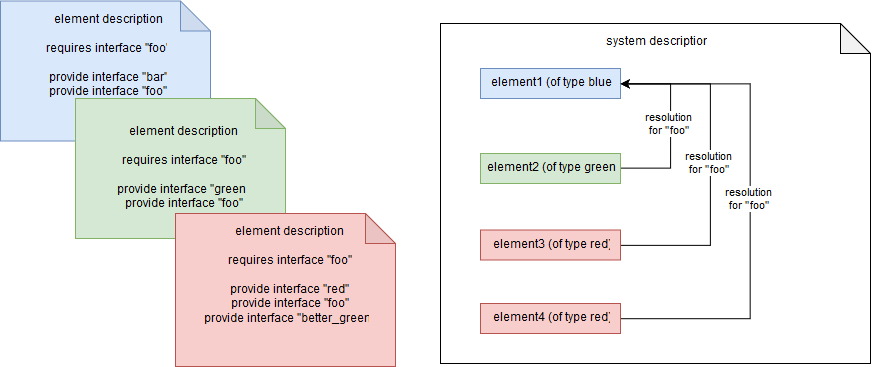 element description
requires interface "foo"
provide interface "bar"
provide interface "foo"
element description
requires interface "foo"
provide interface "green
provide interface "foo"
element description
requires interface "foo"
provide interface "red"
provide interface "foo"
provide interface "better_green
system description
element1 (of type blue
element2 (of type green
element3 (of type red)
element4 (of type red)
resolution
for "foo"
resolution
for "foo"
resolution
for "foo"